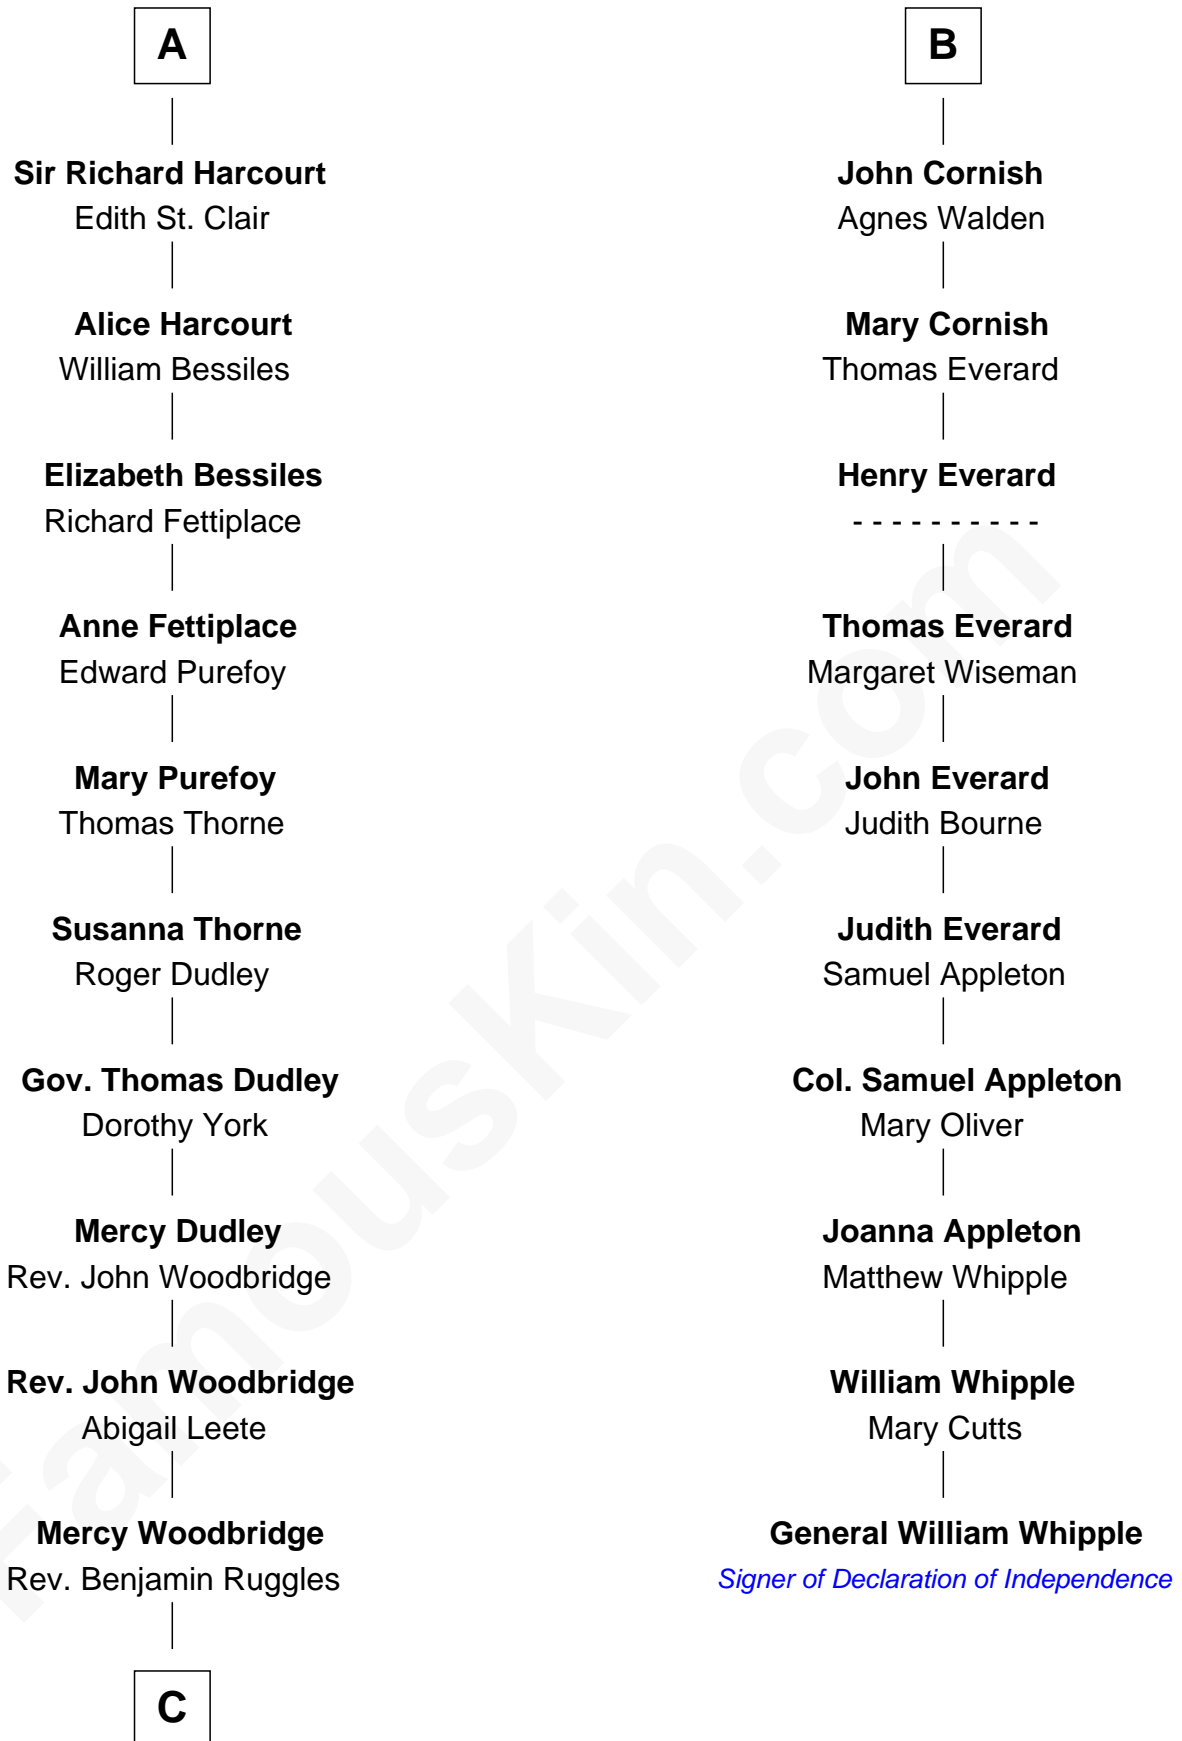 A
Sir Richard Harcourt
Edith St. Clair
Alice Harcourt
William Bessiles
Elizabeth Bessiles
Richard Fettiplace
Anne Fettiplace
Edward Purefoy
Mary Purefoy
Thomas Thorne
Susanna Thorne
Roger Dudley
Gov. Thomas Dudley
Dorothy York
Mercy Dudley
Rev. John Woodbridge
Rev. John Woodbridge
Abigail Leete
Mercy Woodbridge
Rev. Benjamin Ruggles
C
B
John Cornish
Agnes Walden
Mary Cornish
Thomas Everard
Henry Everard
- - - - - - - - - -
Thomas Everard
Margaret Wiseman
John Everard
Judith Bourne
Judith Everard
Samuel Appleton
Col. Samuel Appleton
Mary Oliver
Joanna Appleton
Matthew Whipple
William Whipple
Mary Cutts
General William Whipple
Signer of Declaration of Independence
FamousKin.com